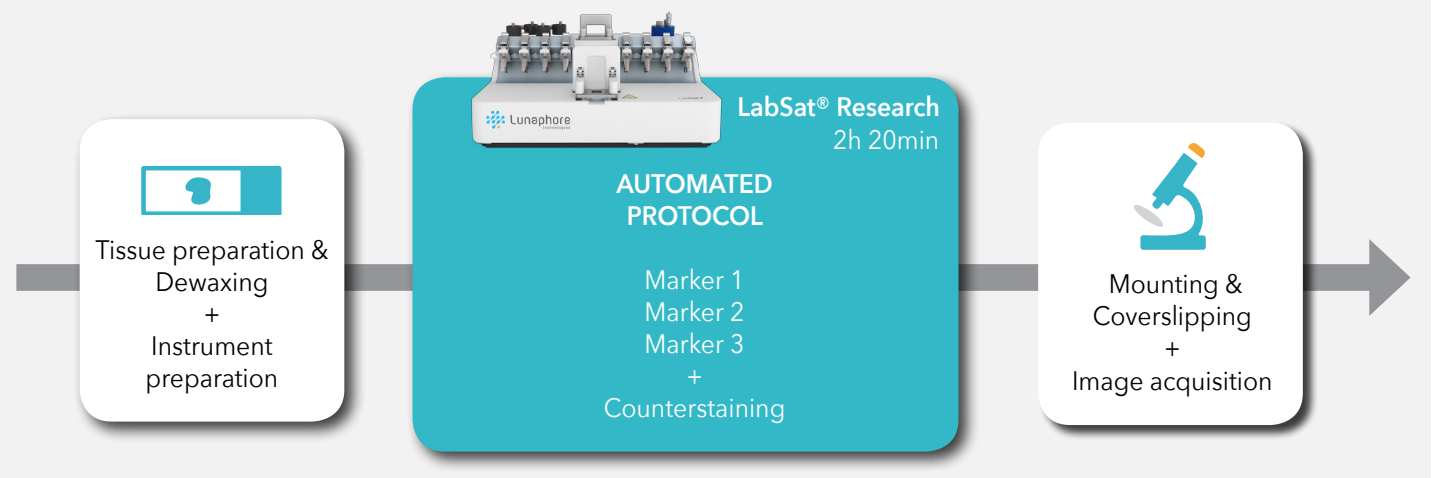 Tissue preparation &
Dewaxing
+
Instrument
preparation
Lunaphore
technologies
LabSat® Research
2h 20min
AUTOMATED
PROTOCOL
Marker 1
Marker 2
Marker 3
+
Counterstaining
Mounting &
Coverslipping
+
Image acquisition